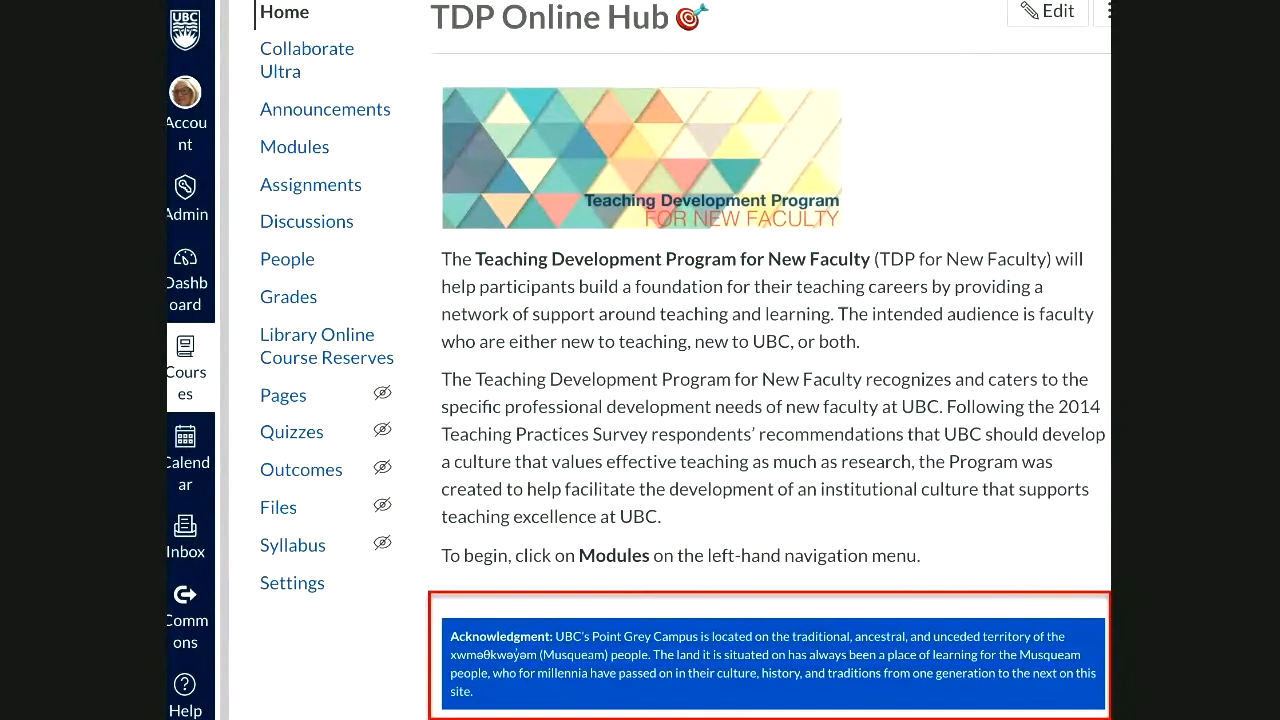 UBC
Accou
nt
Admin
Dashb
oard
Cours
es
Calend
ar
Inbox
Comm
ons
Help
Home
Collaborate
Ultra
Announcements
Modules
Assignments
Discussions
People
Grades
Library Online
Course Reserves
Pages
Quizzes
Outcomes
Files
Syllabus
Settings
TDP Online Hub
Edit
Teaching Development Program
FOR NEW FACULTY
The Teaching Development Program for New Faculty (TDP for New Faculty) will
help participants build a foundation for their teaching careers by providing a
network of support around teaching and learning. The intended audience is faculty
who are either new to teaching, new to UBC, or both.
The Teaching Development Program for New Faculty recognizes and caters to the
specific professional development needs of new faculty at UBC. Following the 2014
Teaching Practices Survey respondents’ recommendations that UBC should develop
a culture that values effective teaching as much as research, the Program was
created to help facilitate the development of an institutional culture that supports
teaching excellence at UBC.
To begin, click on Modules on the left-hand navigation menu.
Acknowledgment: UBC’s Point Grey Campus is located on the traditional, ancestral, and unceded territory of the
xwməθkwəy̓əm (Musqueam) people. The land it is situated on has always been a place of learning for the Musqueam
people, who for millennia have passed on in their culture, history, and traditions from one generation to the next on this
site.